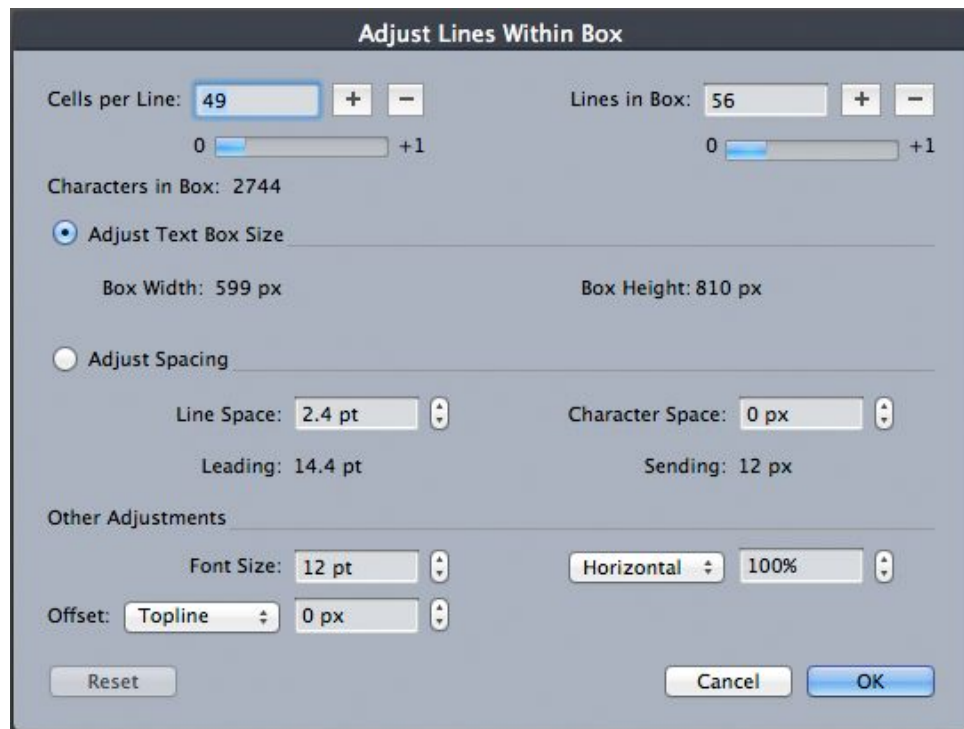 Adjust Lines Within Box
Cells per Line: 49 + − Lines in Box: 56 + −
0 +1 0 +1
Characters in Box: 2744
Adjust Text Box Size
Box Width: 599 px Box Height: 810 px
Adjust Spacing
Line Space: 2.4 pt Character Space: 0 px
Leading: 14.4 pt Sending: 12 px
Other Adjustments
Font Size: 12 pt Horizontal 100%
Offset: Topline 0 px
Reset Cancel OK